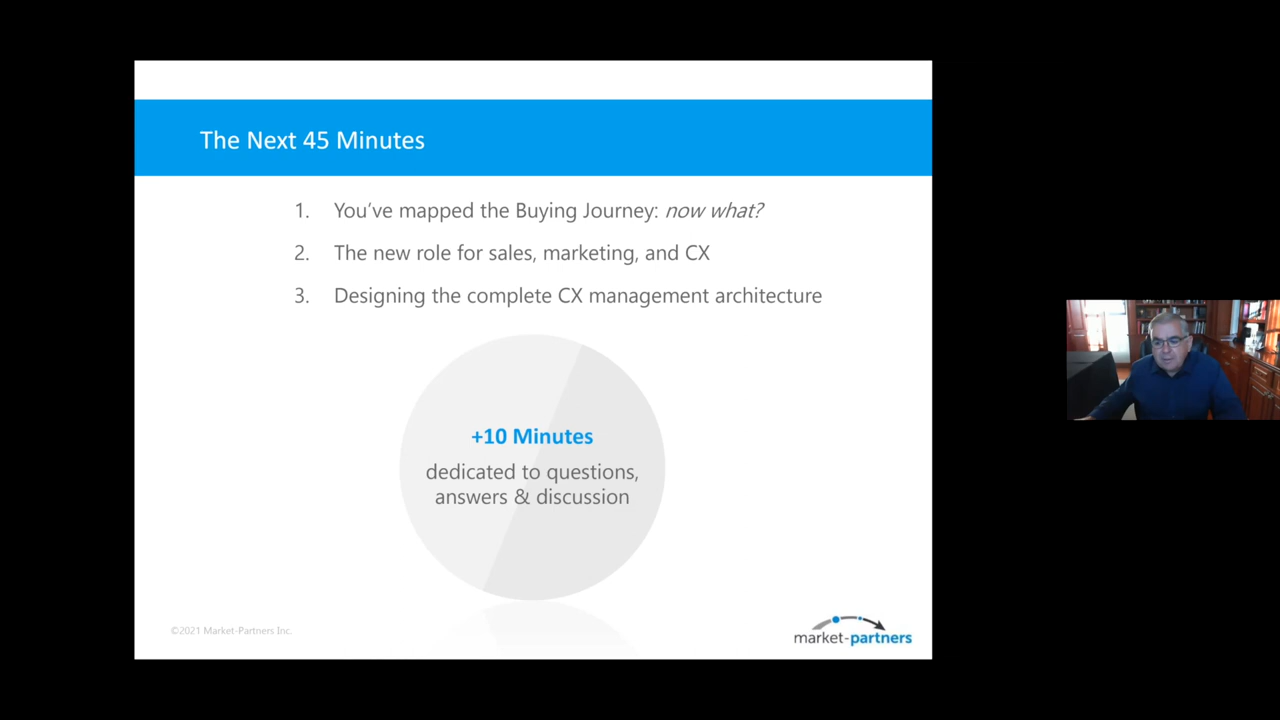 The Next 45 Minutes
1. You’ve mapped the Buying Journey: now what?
2. The new role for sales, marketing, and CX
3. Designing the complete CX management architecture
+10 Minutes
dedicated to questions,
answers & discussion
©2021 Market-Partners Inc.
market-partners